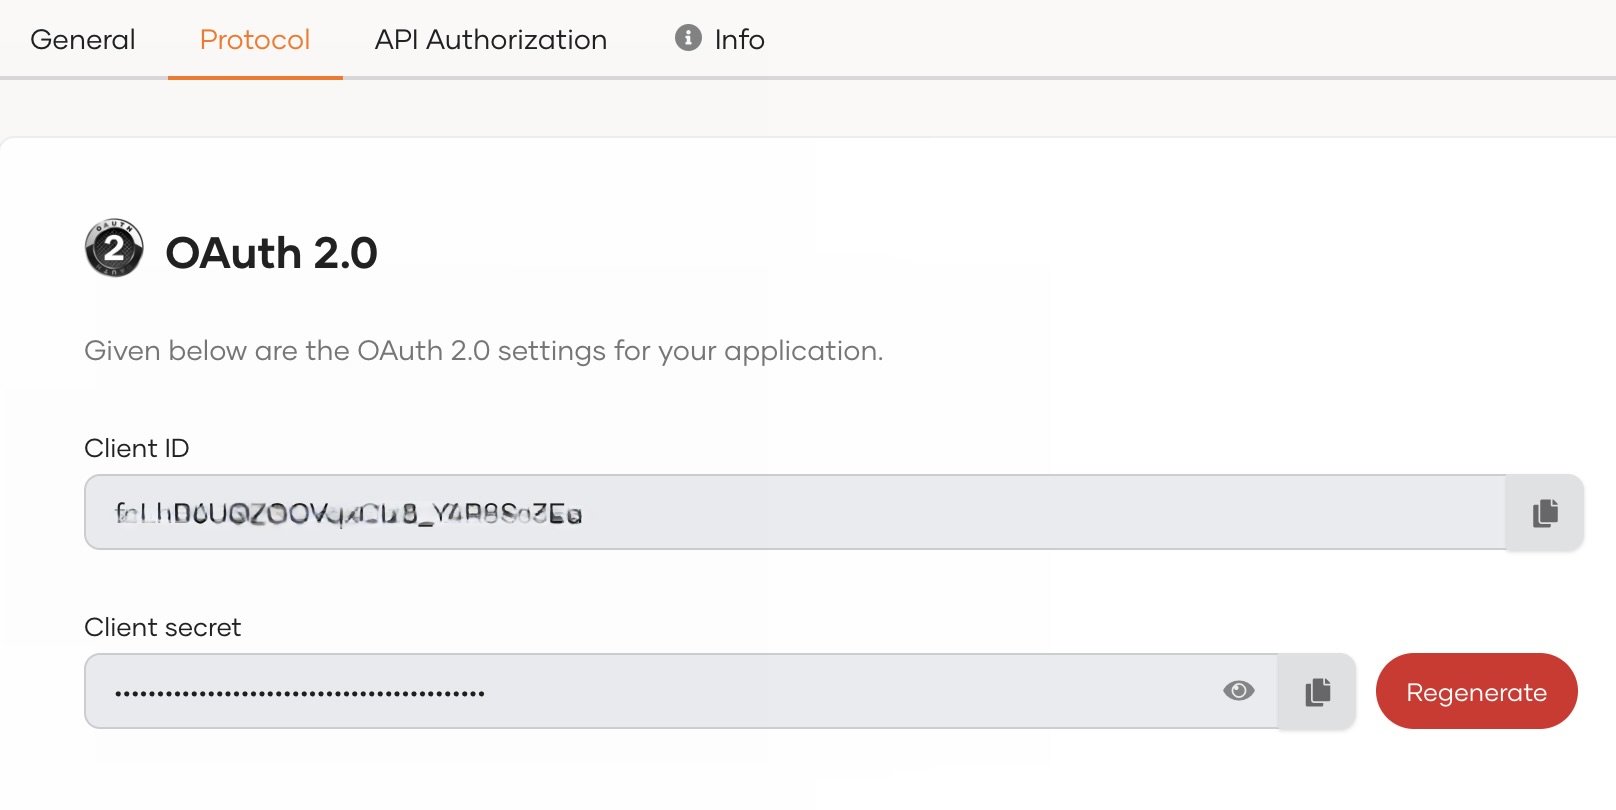 General Protocol API Authorization Info
OAuth 2.0
Given below are the OAuth 2.0 settings for your application.
Client ID
Client secret
Regenerate